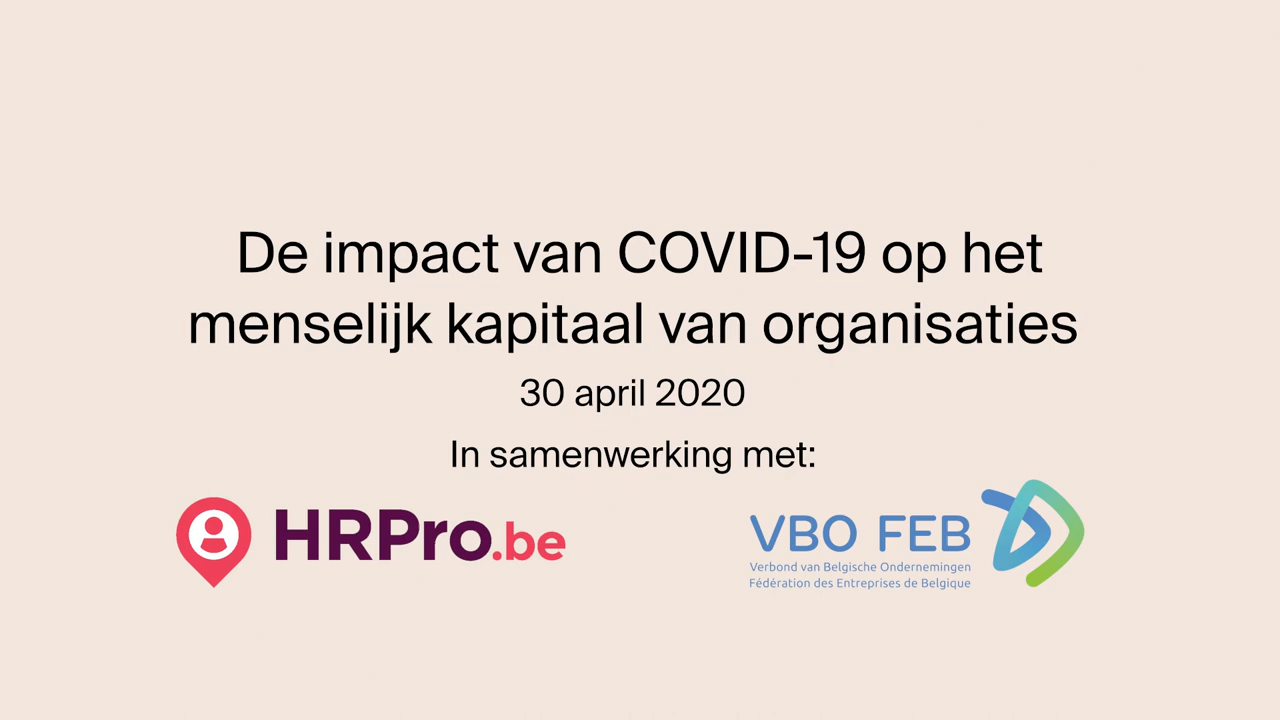 De impact van COVID-19 op het
menselijk kapitaal van organisaties
30 april 2020
In samenwerking met:
HRPro.be
VBO FEB
Verbond van Belgische Ondernemingen
Fédération des Entreprises de Belgique